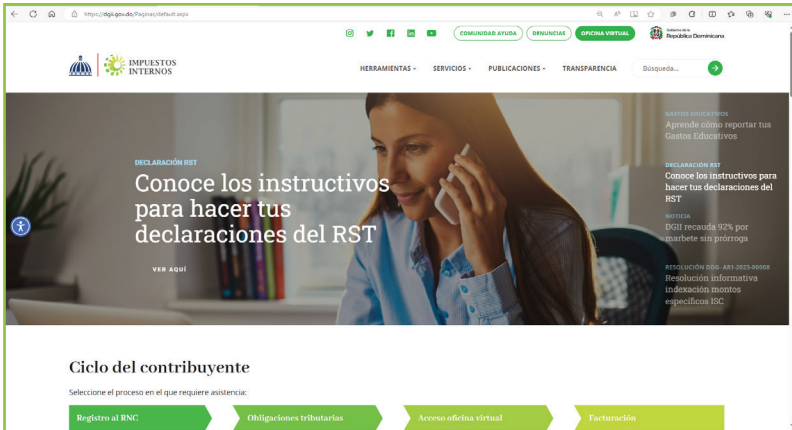 https://dgii.gov.do/Paginas/default.aspx
COMUNIDAD AYUDA
DENUNCIAS
OFICINA VIRTUAL
Gobierno de la
República Dominicana
IMPUESTOS
INTERNOS
HERRAMIENTAS
SERVICIOS
PUBLICACIONES
TRANSPARENCIA
Búsqueda...
DECLARACIÓN RST
Conoce los instructivos
para hacer tus
declaraciones del RST
VER AQUÍ
GASTOS EDUCATIVOS
Aprende cómo reportar tus
Gastos Educativos
DECLARACIÓN RST
Conoce los instructivos para
hacer tus declaraciones del
RST
NOTICIA
DGII recauda 92% por
marbete sin prórroga
RESOLUCIÓN DDG-AR1-2023-00008
Resolución informativa
indexación montos
específicos ISC
Ciclo del contribuyente
Seleccione el proceso en el que requiere asistencia:
Registro al RNC
Obligaciones tributarias
Acceso oficina virtual
Facturación